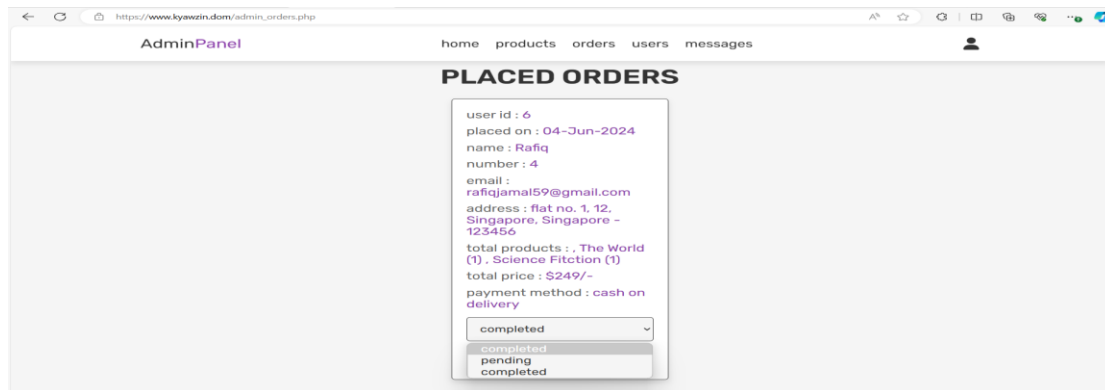 https://www.kyawzin.dom/admin_orders.php
AdminPanel home products orders users messages
PLACED ORDERS
user id : 6
placed on : 04-Jun-2024
name : Rafiq
number : 4
email :
rafiqjamal59@gmail.com
address : flat no. 1, 12,
Singapore, Singapore -
123456
total products : , The World
(1) , Science Fitction (1)
total price : $249/-
payment method : cash on
delivery
completed
completed
pending
completed